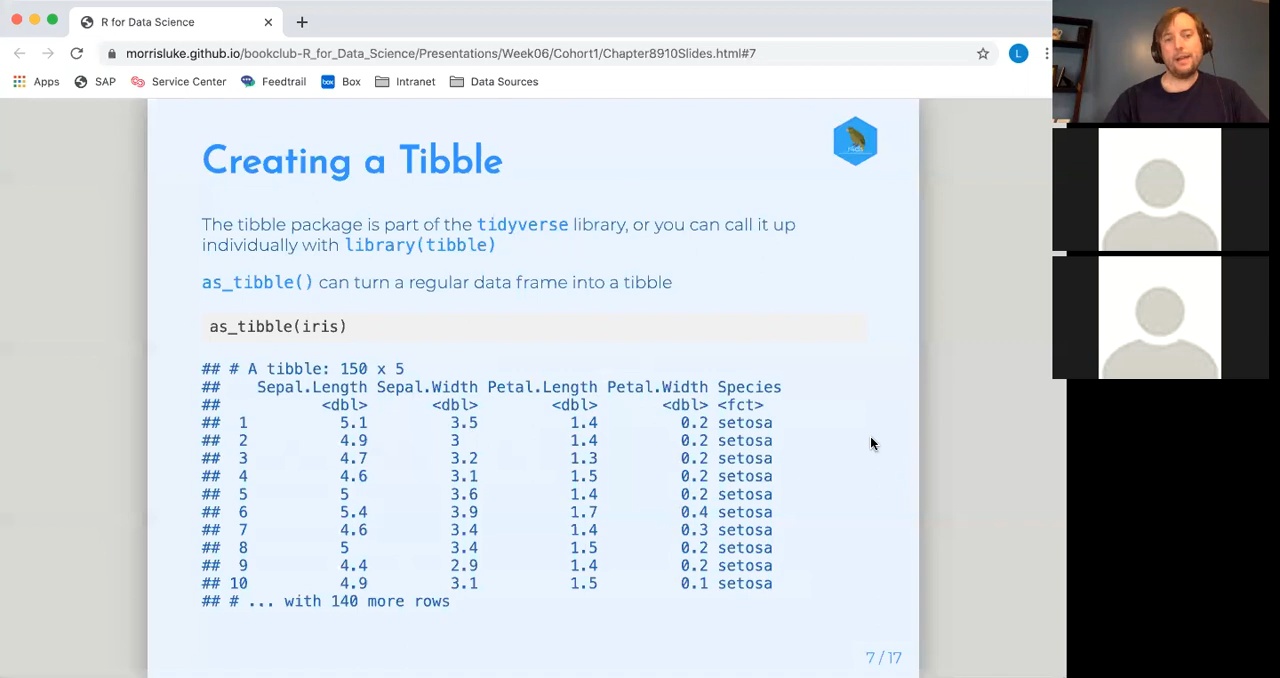 R for Data Science
morrisluke.github.io/bookclub-R_for_Data_Science/Presentations/Week06/Cohort1/Chapter8910Slides.html#7
L
Apps SAP Service Center Feedtrail box Box Intranet Data Sources
Creating a Tibble
The tibble package is part of the tidyverse library, or you can call it up
individually with library(tibble)
as_tibble() can turn a regular data frame into a tibble
as_tibble(iris)
## # A tibble: 150 x 5
##    Sepal.Length Sepal.Width Petal.Length Petal.Width Species
##           <dbl>       <dbl>        <dbl>       <dbl> <fct>
##  1          5.1         3.5          1.4         0.2 setosa
##  2          4.9         3            1.4         0.2 setosa
##  3          4.7         3.2          1.3         0.2 setosa
##  4          4.6         3.1          1.5         0.2 setosa
##  5          5           3.6          1.4         0.2 setosa
##  6          5.4         3.9          1.7         0.4 setosa
##  7          4.6         3.4          1.4         0.3 setosa
##  8          5           3.4          1.5         0.2 setosa
##  9          4.4         2.9          1.4         0.2 setosa
## 10          4.9         3.1          1.5         0.1 setosa
## # ... with 140 more rows
7 / 17